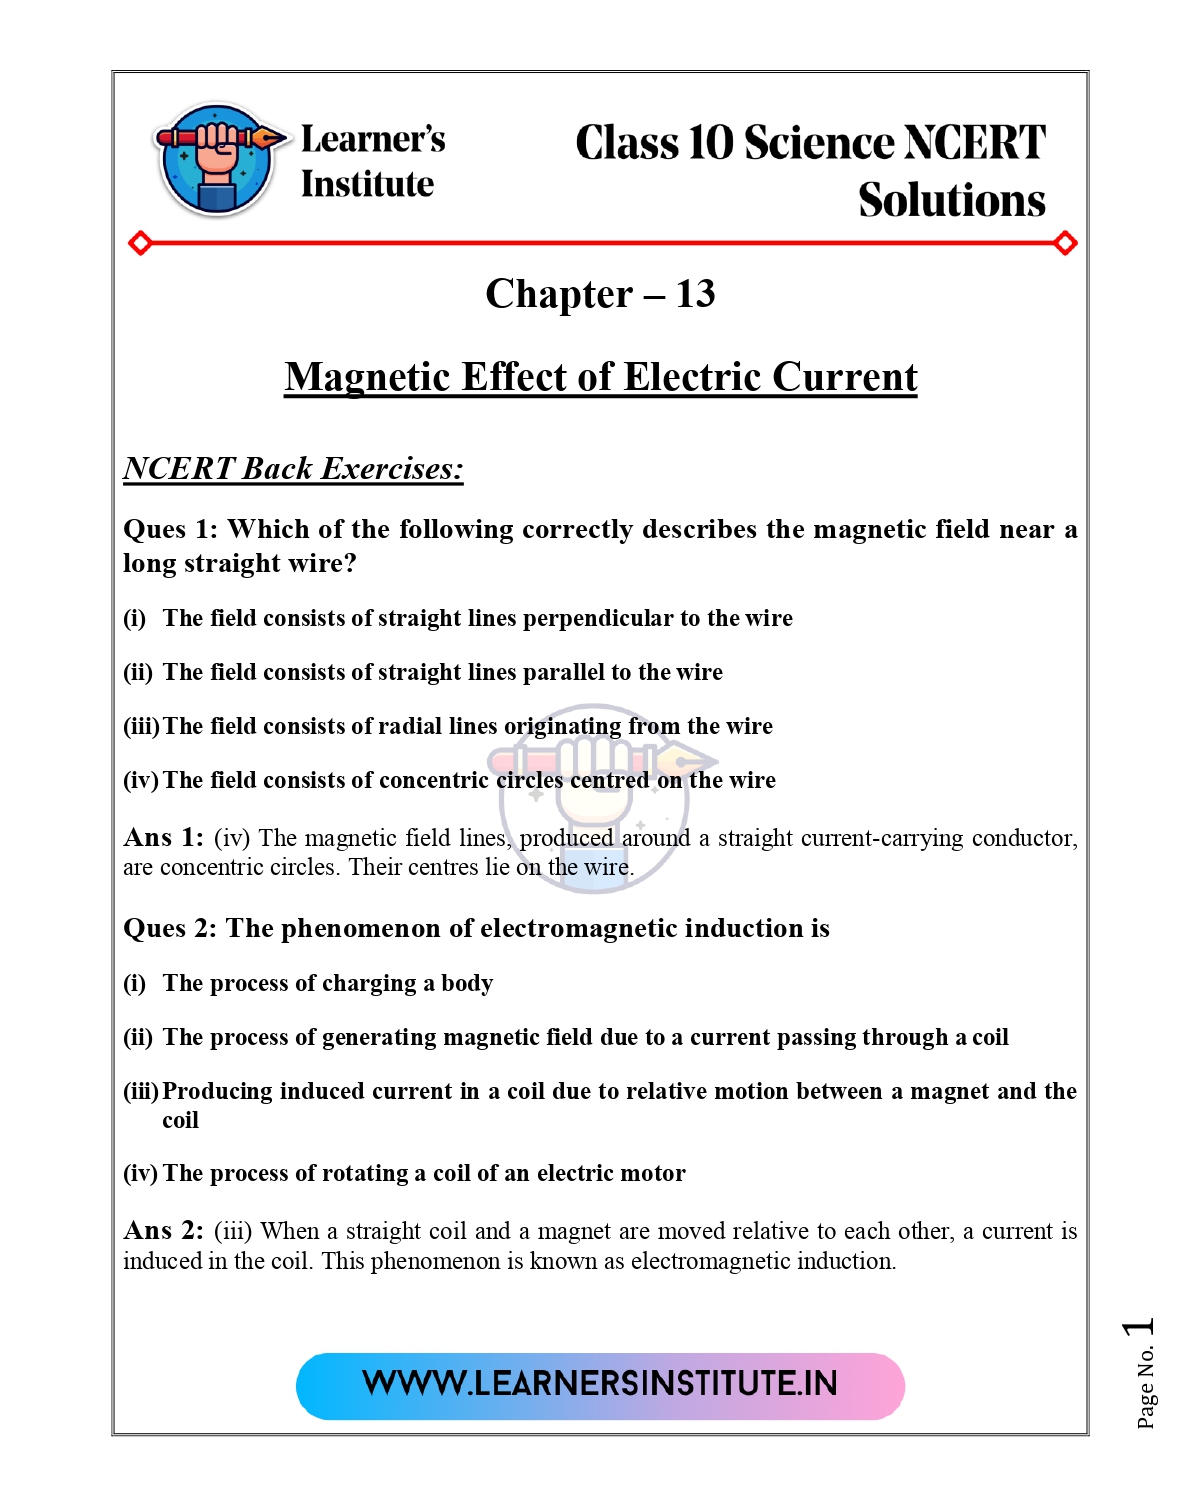 Learner's
Institute
Class 10 Science NCERT
Solutions
Chapter – 13
Magnetic Effect of Electric Current
NCERT Back Exercises:
Ques 1: Which of the following correctly describes the magnetic field near a
long straight wire?
(i) The field consists of straight lines perpendicular to the wire
(ii) The field consists of straight lines parallel to the wire
(iii) The field consists of radial lines originating from the wire
(iv) The field consists of concentric circles centred on the wire
Ans 1: (iv) The magnetic field lines, produced around a straight current-carrying conductor,
are concentric circles. Their centres lie on the wire.
Ques 2: The phenomenon of electromagnetic induction is
(i) The process of charging a body
(ii) The process of generating magnetic field due to a current passing through a coil
(iii) Producing induced current in a coil due to relative motion between a magnet and the
coil
(iv) The process of rotating a coil of an electric motor
Ans 2: (iii) When a straight coil and a magnet are moved relative to each other, a current is
induced in the coil. This phenomenon is known as electromagnetic induction.
WWW.LEARNERSINSTITUTE.IN
Page No. 1